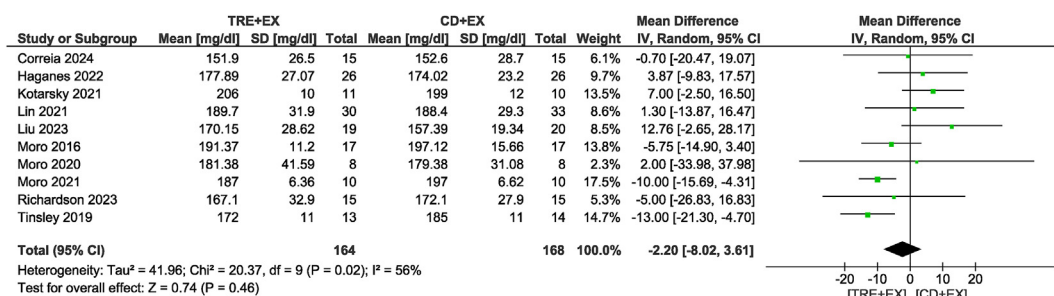 TRE+EX CD+EX Mean Difference Mean Difference
Study or Subgroup Mean [mg/dl] SD [mg/dl] Total Mean [mg/dl] SD [mg/dl] Total Weight IV, Random, 95% CI IV, Random, 95% CI
Correia 2024 151.9 26.5 15 152.6 28.7 15 6.1% -0.70 [-20.47, 19.07]
Haganes 2022 177.89 27.07 26 174.02 23.2 26 9.7% 3.87 [-9.83, 17.57]
Kotarsky 2021 206 10 11 199 12 10 13.4% 7.00 [-2.50, 16.50]
Lin 2021 189.7 31.9 30 188.4 29.3 33 8.6% 1.30 [-13.87, 16.47]
Liu 2023 170.15 28.62 19 157.39 19.34 20 8.5% 12.76 [-2.65, 28.17]
Moro 2016 191.37 11.2 17 197.12 15.66 17 13.8% -5.75 [-14.90, 3.40]
Moro 2020 181.38 41.59 8 179.38 31.08 8 2.3% 2.00 [-33.98, 37.98]
Moro 2021 187 6.36 10 197 6.62 10 17.5% -10.00 [-15.69, -4.31]
Richardson 2023 167.1 32.9 15 172.1 27.9 15 5.3% -5.00 [-26.83, 16.83]
Tinsley 2019 172 11 13 185 11 14 14.7% -13.00 [-21.30, -4.70]
Total (95% CI) 164 168 100.0% -2.20 [-8.02, 3.61]
Heterogeneity: Tau² = 41.96; Chi² = 20.37, df = 9 (P = 0.02); I² = 56%
Test for overall effect: Z = 0.74 (P = 0.46)
-20 -10 0 10 20
[TRE+EX] [CD+EX]